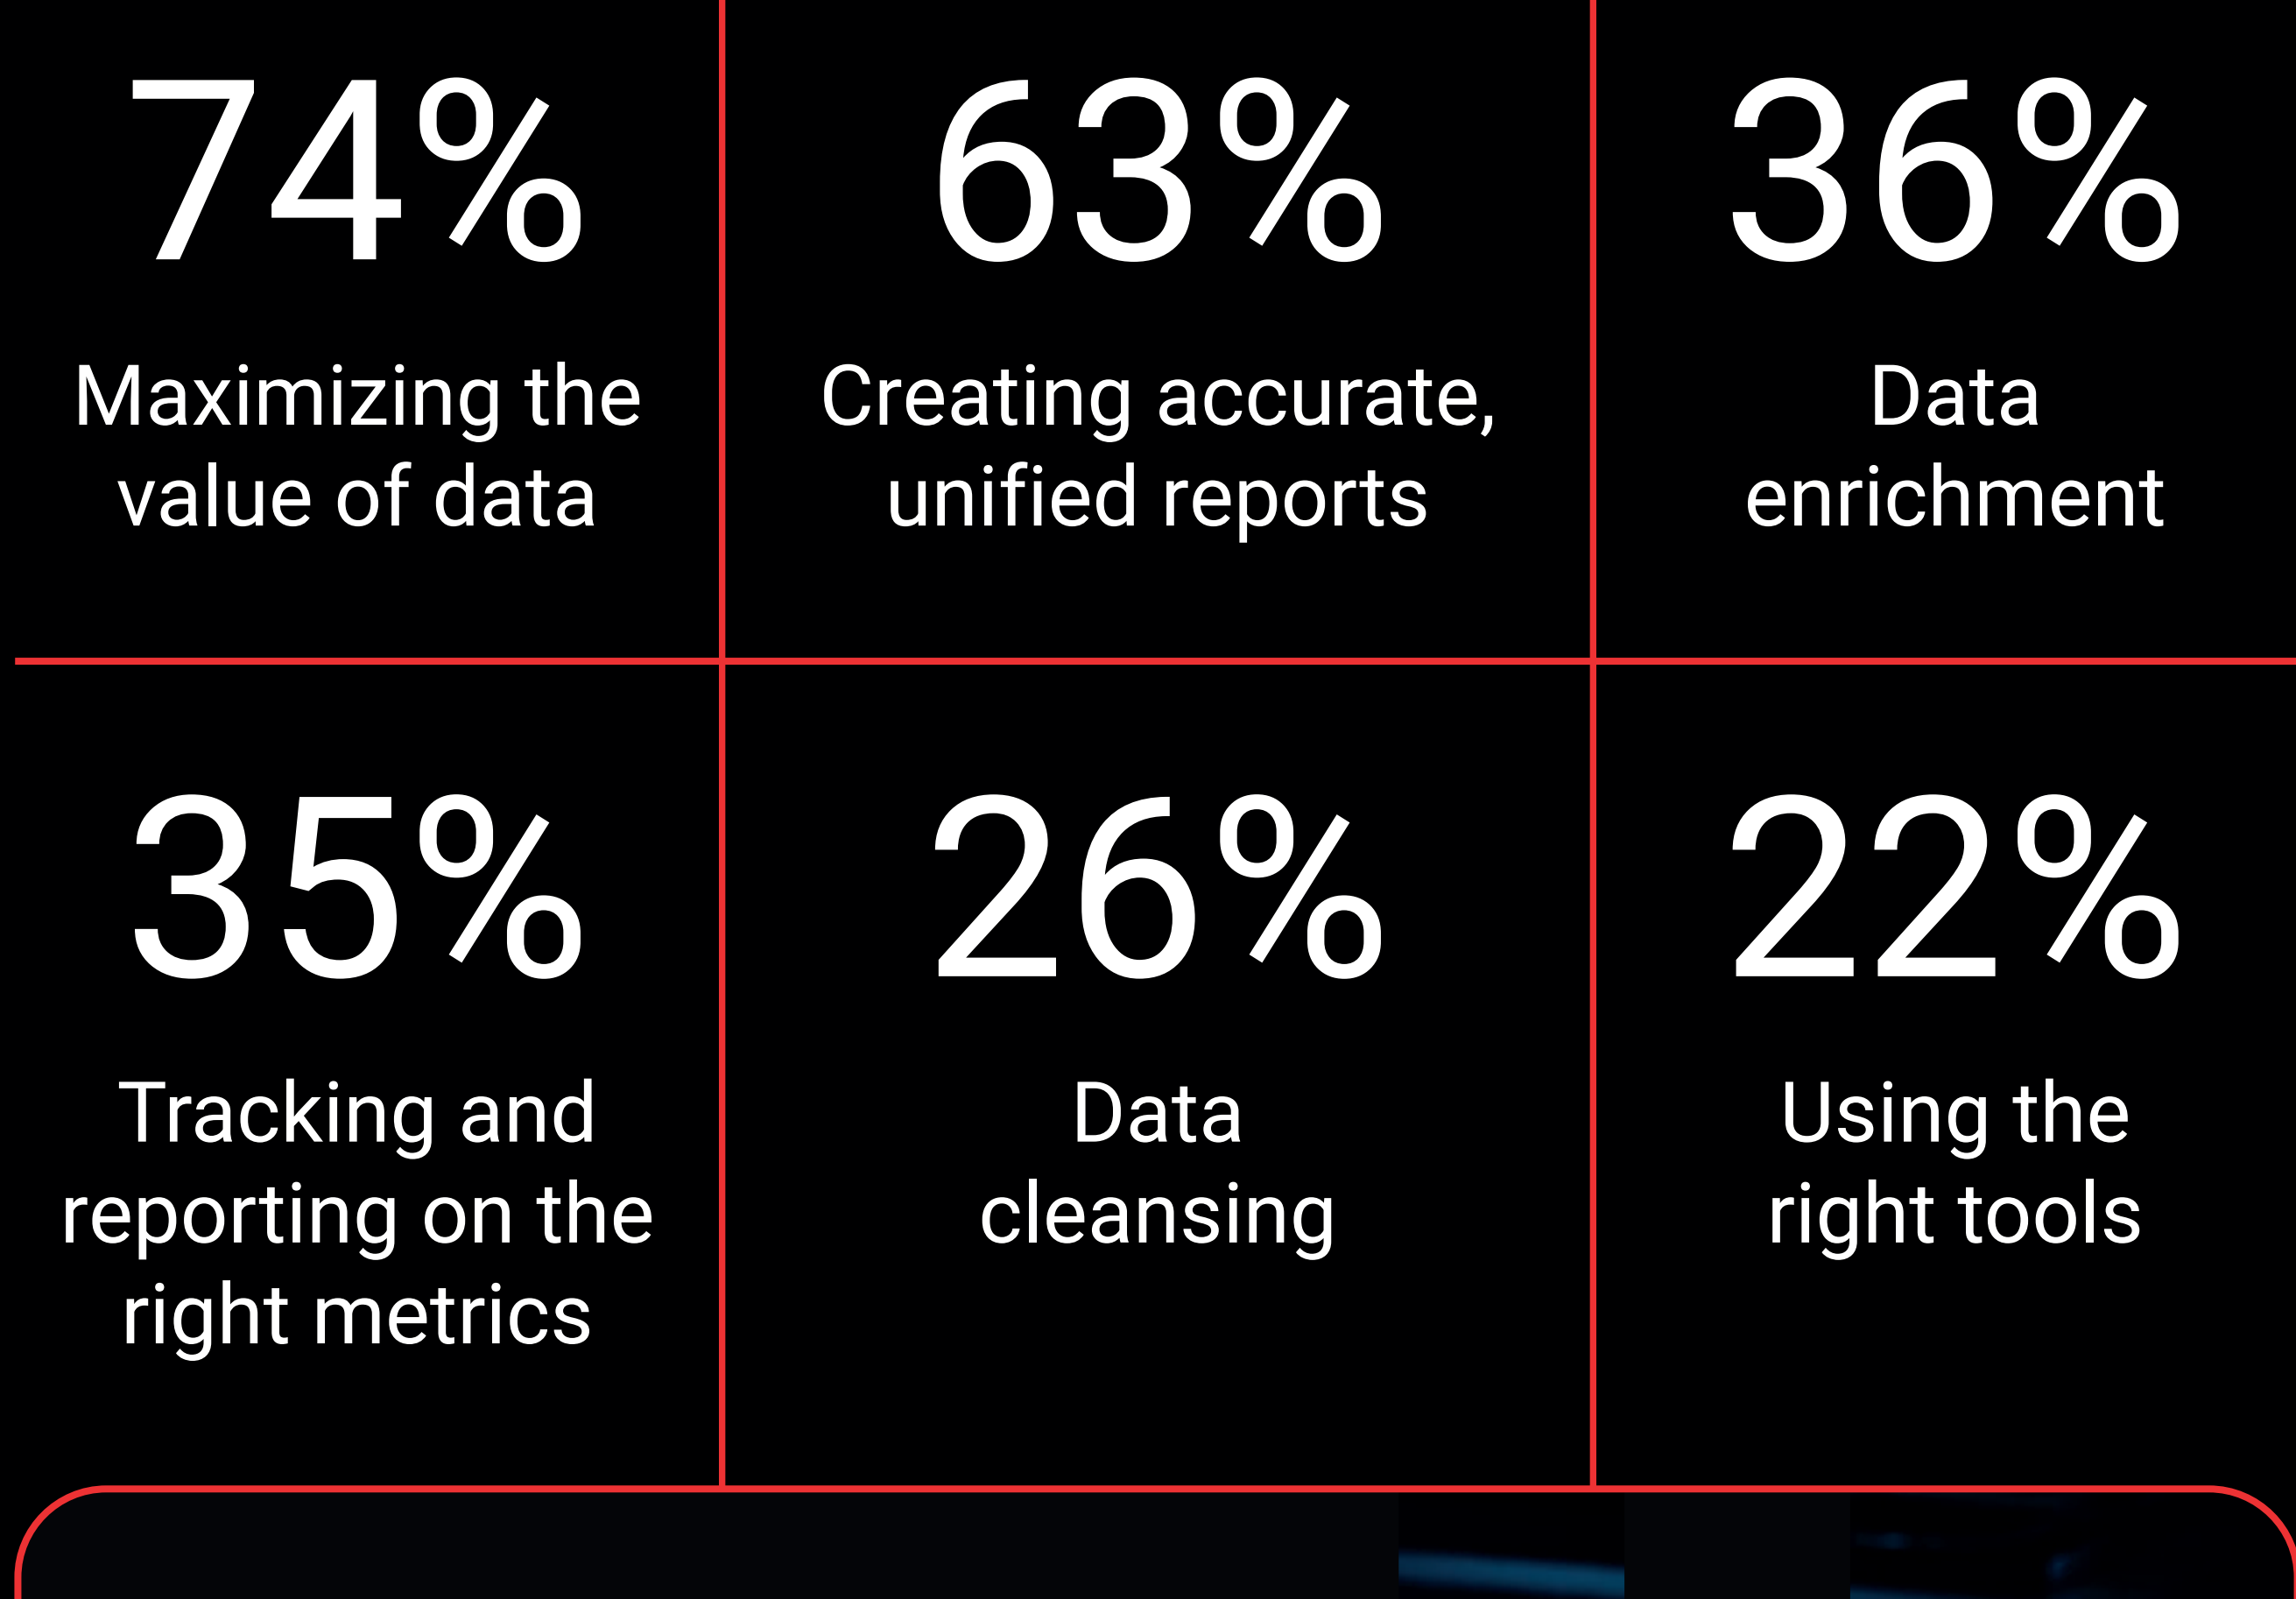 74%
Maximizing the
value of data
63%
Creating accurate,
unified reports
36%
Data
enrichment
35%
Tracking and
reporting on the
right metrics
26%
Data
cleansing
22%
Using the
right tools